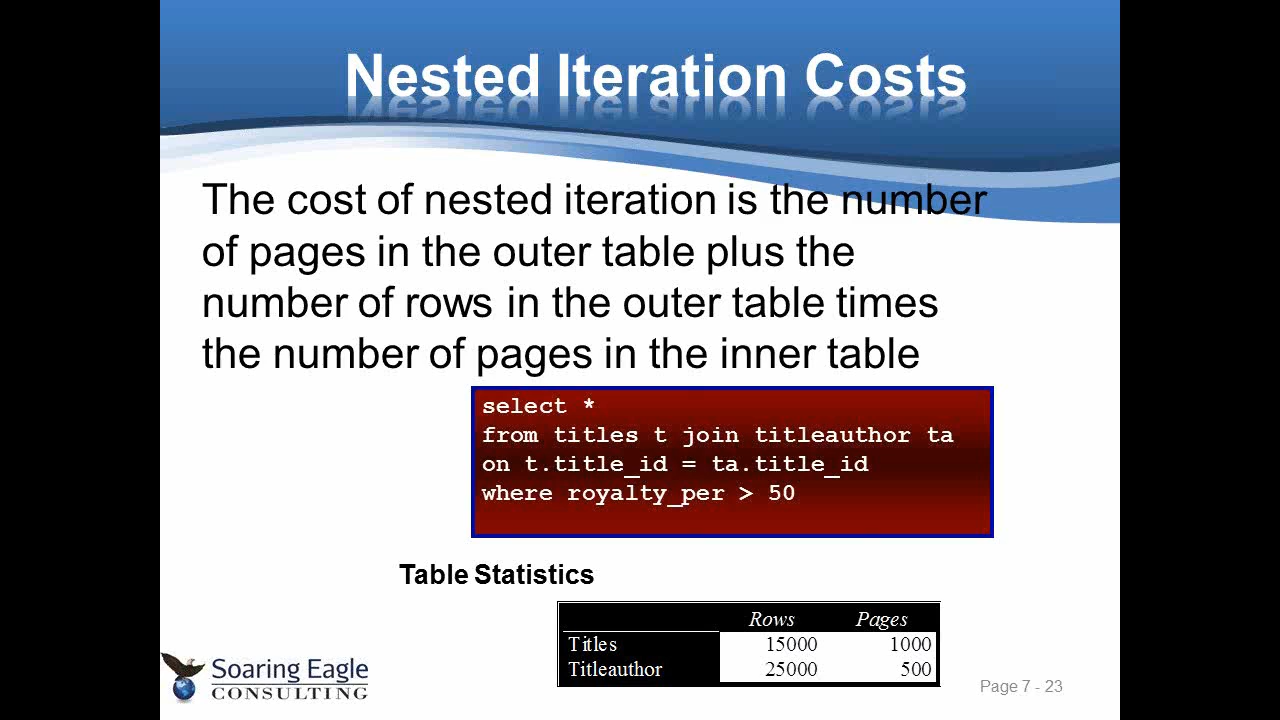 Nested Iteration Costs
The cost of nested iteration is the number
of pages in the outer table plus the
number of rows in the outer table times
the number of pages in the inner table
select *
from titles t join titleauthor ta
on t.title_id = ta.title_id
where royalty_per > 50
Table Statistics
Rows Pages
Titles 15000 1000
Titleauthor 25000 500
Soaring Eagle
CONSULTING
Page 7 - 23